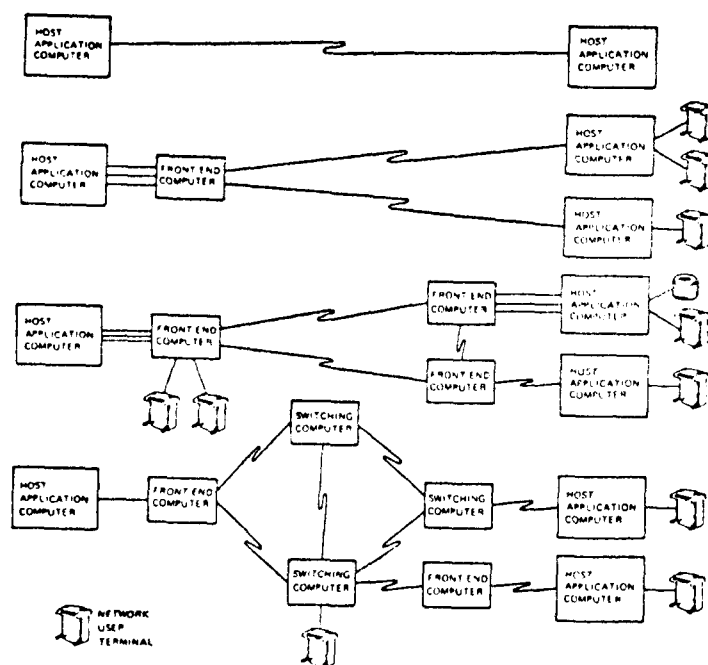 HOST
APPLICATION
COMPUTER
HOST
APPLICATION
COMPUTER
HOST
APPLICATION
COMPUTER
FRONT-END
COMPUTER
HOST
APPLICATION
COMPUTER
HOST
APPLICATION
COMPUTER
HOST
APPLICATION
COMPUTER
FRONT-END
COMPUTER
FRONT-END
COMPUTER
HOST
APPLICATION
COMPUTER
FRONT-END
COMPUTER
HOST
APPLICATION
COMPUTER
SWITCHING
COMPUTER
HOST
APPLICATION
COMPUTER
FRONT-END
COMPUTER
SWITCHING
COMPUTER
HOST
APPLICATION
COMPUTER
SWITCHING
COMPUTER
FRONT-END
COMPUTER
HOST
APPLICATION
COMPUTER
NETWORK
USER
TERMINAL